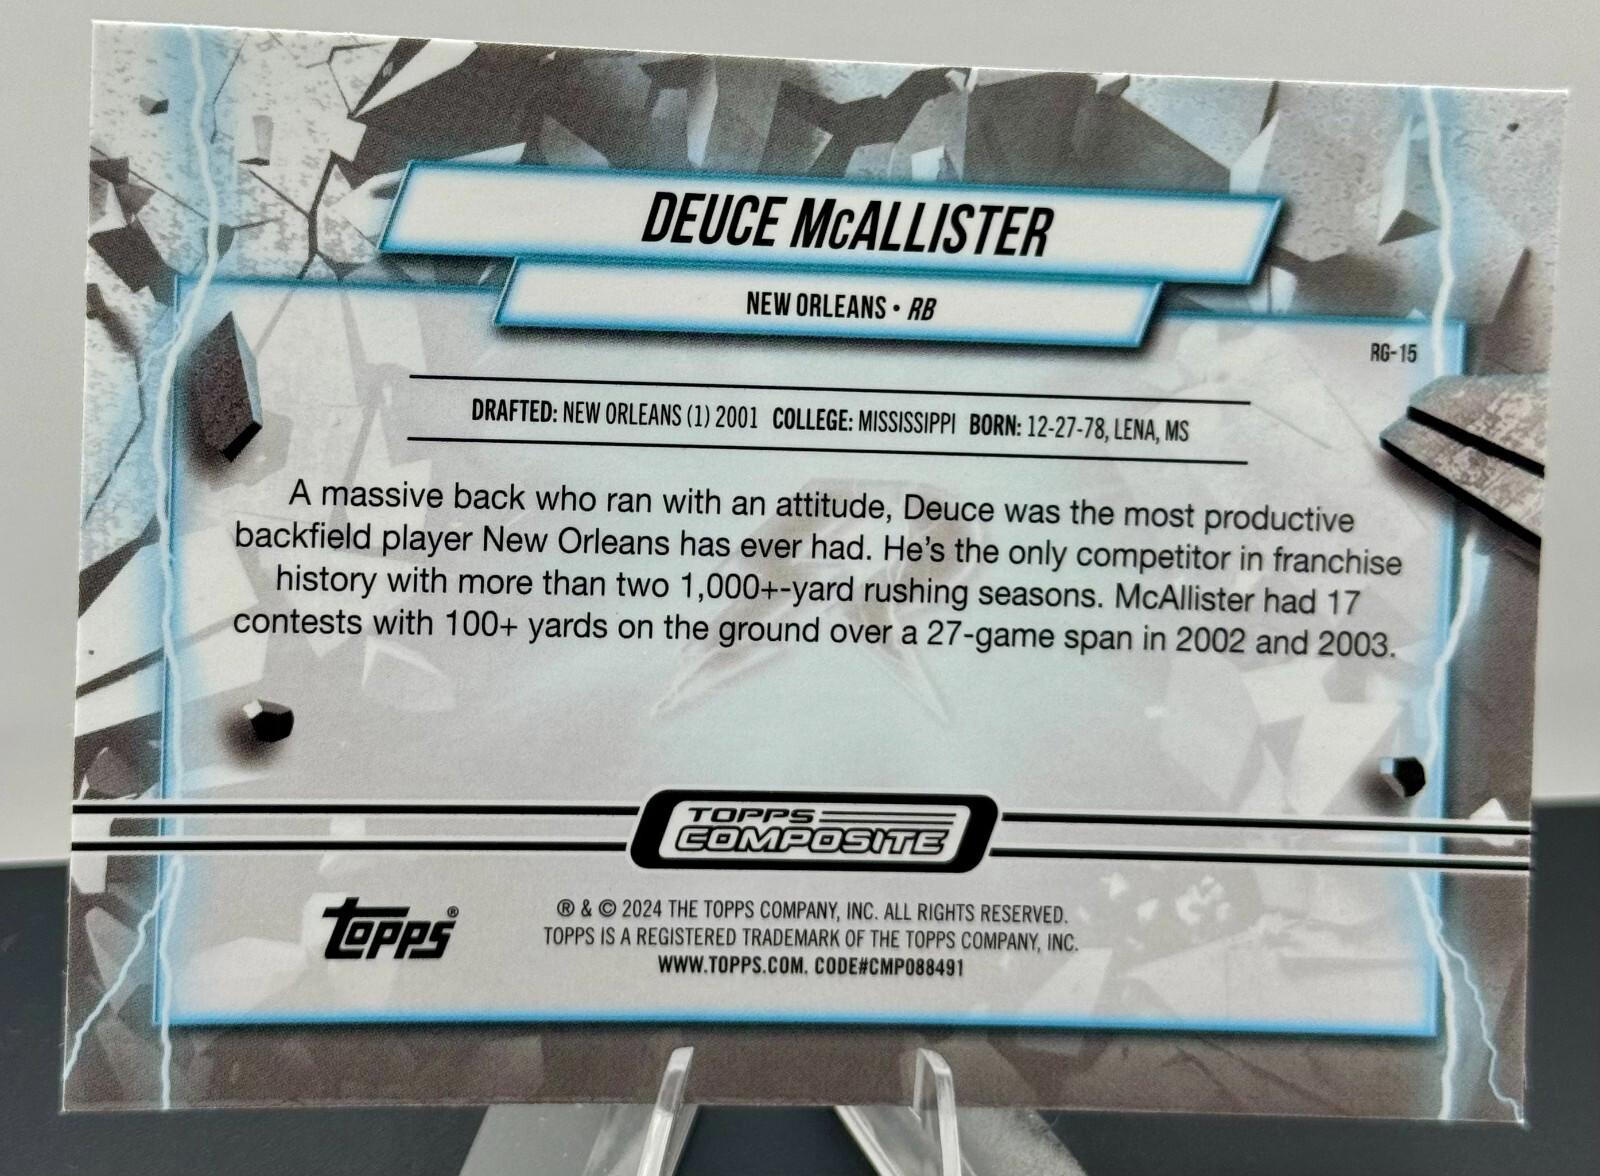 DEUCE McALLISTER
NEW ORLEANS • RB
RG-15
DRAFTED: NEW ORLEANS (1) 2001 COLLEGE: MISSISSIPPI BORN: 12-27-78, LENA, MS
A massive back who ran with an attitude, Deuce was the most productive
backfield player New Orleans has ever had. He's the only competitor in franchise
history with more than two 1,000+-yard rushing seasons. McAllister had 17
contests with 100+ yards on the ground over a 27-game span in 2002 and 2003.
TOPPS
COMPOSITE
topps®
® & © 2024 THE TOPPS COMPANY, INC. ALL RIGHTS RESERVED.
TOPPS IS A REGISTERED TRADEMARK OF THE TOPPS COMPANY, INC.
WWW.TOPPS.COM. CODE#CMP088491